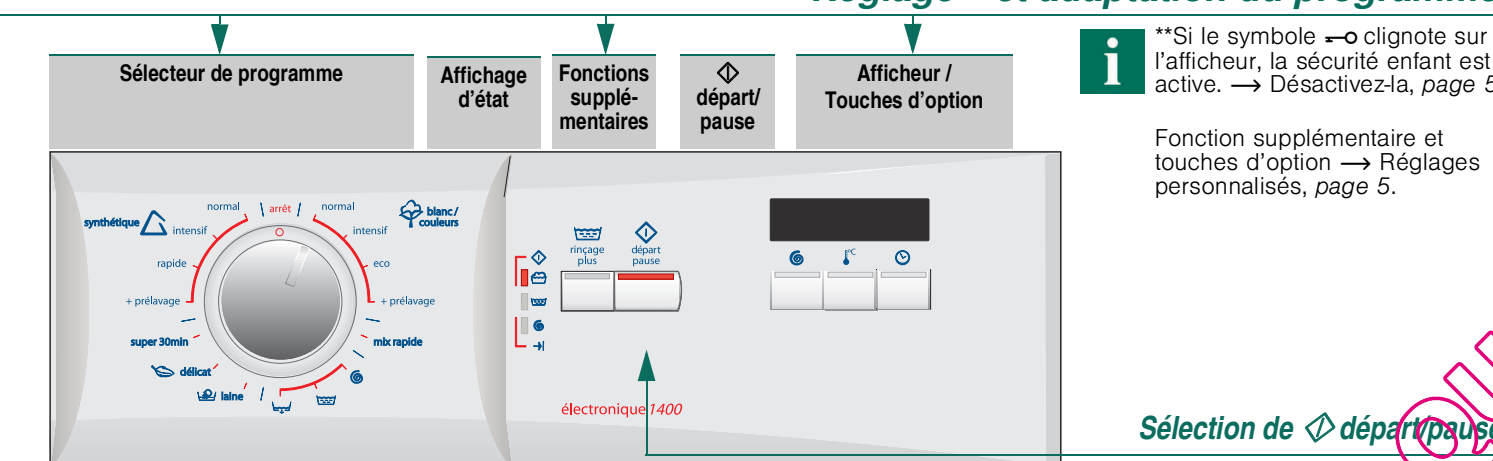 Réglage et adaptation du programme
Sélecteur de programme
Affichage
d’état
Fonctions
supplé-
mentaires
départ/
pause
Afficheur /
Touches d’option
**Si le symbole clignote sur
l’afficheur, la sécurité enfant est
active. → Désactivez-la, page 5
Fonction supplémentaire et
touches d’option → Réglages
personnalisés, page 5.
synthétique
normal
arrêt
normal
blanc/
couleurs
intensif
intensif
rapide
eco
+ prélavage
+ prélavage
super 30min
mix rapide
délicat
laine
rinçage
plus
départ
pause
°C
électronique 1400
Sélection de départ/pause